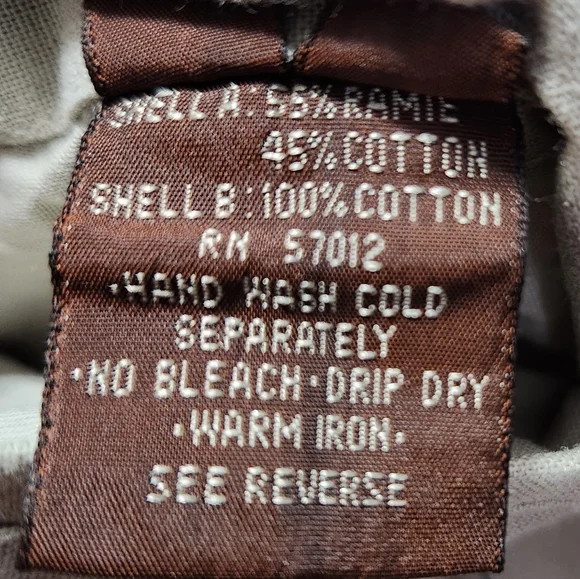 SHELL A: 55% RAMIE
45% COTTON
SHELL B: 100% COTTON
RN 57012
·HAND WASH COLD
SEPARATELY
·NO BLEACH·DRIP DRY
·WARM IRON·
SEE REVERSE